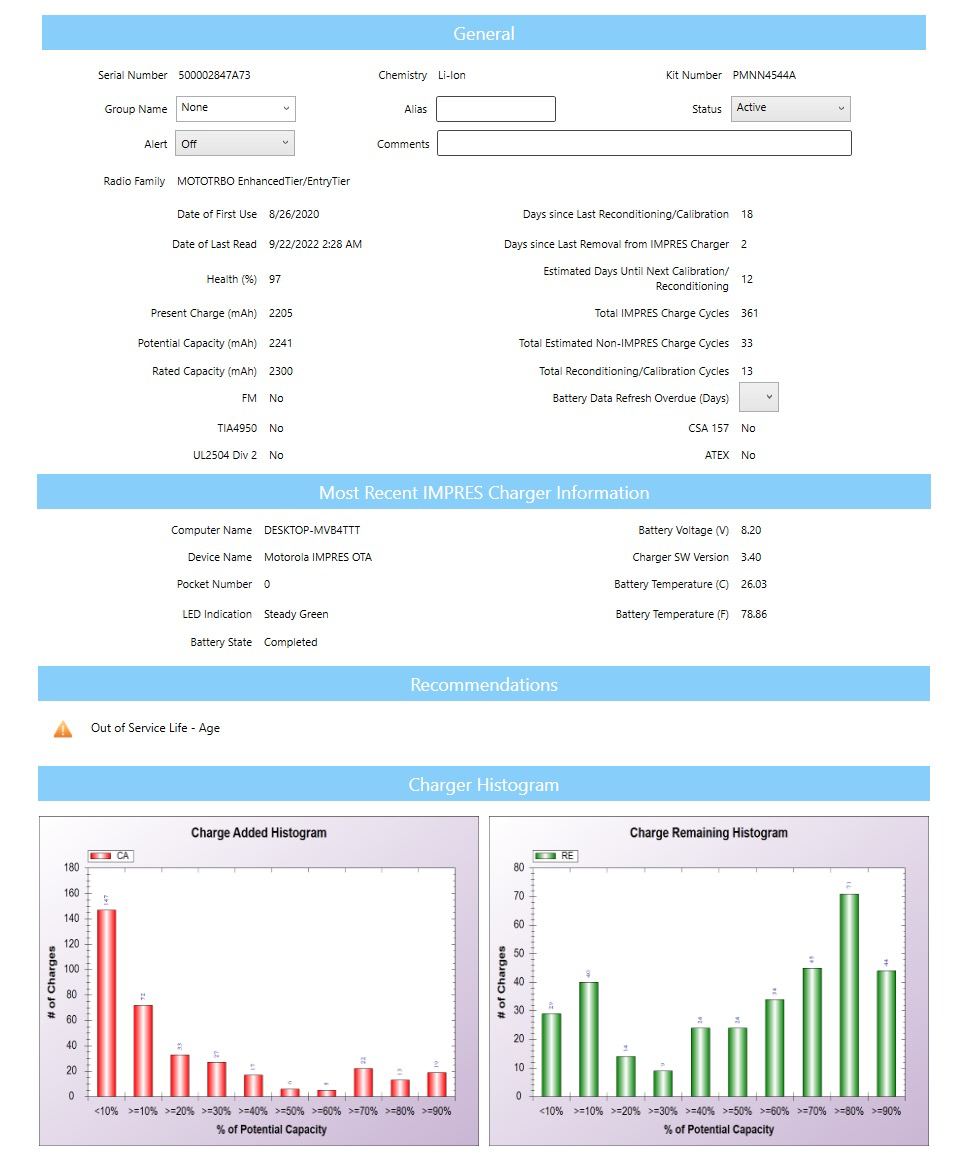 General
Serial Number 500002847A73 Chemistry Li-Ion Kit Number PMNN4544A
Group Name None Alias Status Active
Alert Off Comments
Radio Family MOTOTRBO EnhancedTier/EntryTier
Date of First Use 8/26/2020 Days since Last Reconditioning/Calibration 18
Date of Last Read 9/22/2022 2:28 AM Days since Last Removal from IMPRES Charger 2
Health (%) 97 Estimated Days Until Next Calibration/
Reconditioning 12
Present Charge (mAh) 2205 Total IMPRES Charge Cycles 361
Potential Capacity (mAh) 2241 Total Estimated Non-IMPRES Charge Cycles 33
Rated Capacity (mAh) 2300 Total Reconditioning/Calibration Cycles 13
FM No Battery Data Refresh Overdue (Days)
TIA4950 No CSA 157 No
UL2504 Div 2 No ATEX No
Most Recent IMPRES Charger Information
Computer Name DESKTOP-MVB4TTT Battery Voltage (V) 8.20
Device Name Motorola IMPRES OTA Charger SW Version 3.40
Pocket Number 0 Battery Temperature (C) 26.03
LED Indication Steady Green Battery Temperature (F) 78.86
Battery State Completed
Recommendations
Out of Service Life - Age
Charger Histogram
Charge Added Histogram
CA
# of Charges
180
160
140
120
100
80
60
40
20
0
147 72 33 27 17 6 5 22 13 19
<10% >=10% >=20% >=30% >=40% >=50% >=60% >=70% >=80% >=90%
% of Potential Capacity
Charge Remaining Histogram
RE
# of Charges
80
70
60
50
40
30
20
10
0
29 40 14 9 24 24 34 45 71 44
<10% >=10% >=20% >=30% >=40% >=50% >=60% >=70% >=80% >=90%
% of Potential Capacity